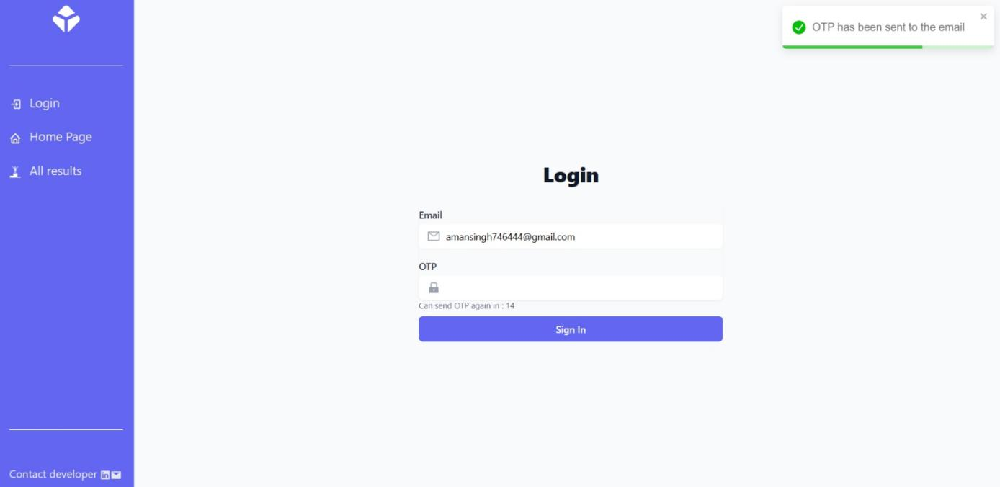 OTP has been sent to the email
Login
Home Page
All results
Login
Email
amansingh746444@gmail.com
OTP
Can send OTP again in : 14
Sign In
Contact developer